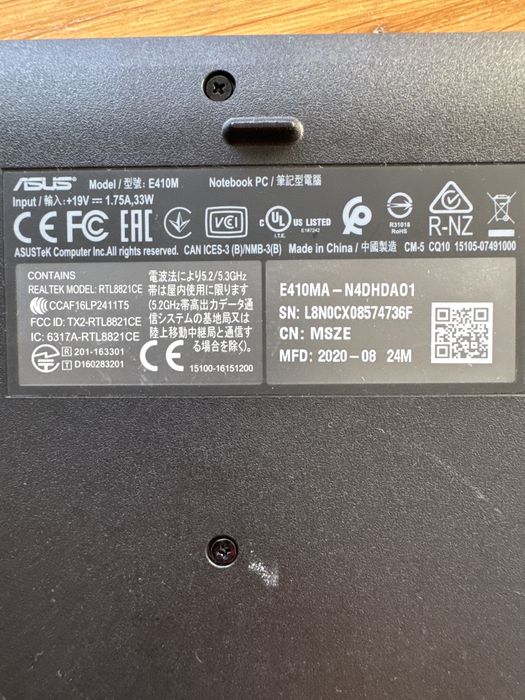 ASUS Model / 型號: E410M Notebook PC / 筆記型電腦
Input / 輸入: +19V ⎓ 1.75A,33W
CE FC VCI c UL US LISTED R-NZ
I.T.E. E187242 R31018 RoHS
ASUSTeK Computer Inc.All rights reserved. CAN ICES-3 (B)/NMB-3(B) Made in China / 中國製造 CM-5 CQ10 15105-07491000
CONTAINS
REALTEK MODEL: RTL8821CE
CCAF16LP2411T5
FCC ID: TX2-RTL8821CE
IC: 6317A-RTL8821CE
R 201-163301
T D160283201
電波法により5.2/5.3GHz
帯は屋内使用に限ります
(5.2GHz帯高出力データ通
信システムの基地局又は
陸上移動中継局と通信す
る場合を除く)。
CE
15100-16151200
E410MA-N4DHDA01
SN: L8N0CX08574736F
CN: MSZE
MFD: 2020-08 24M